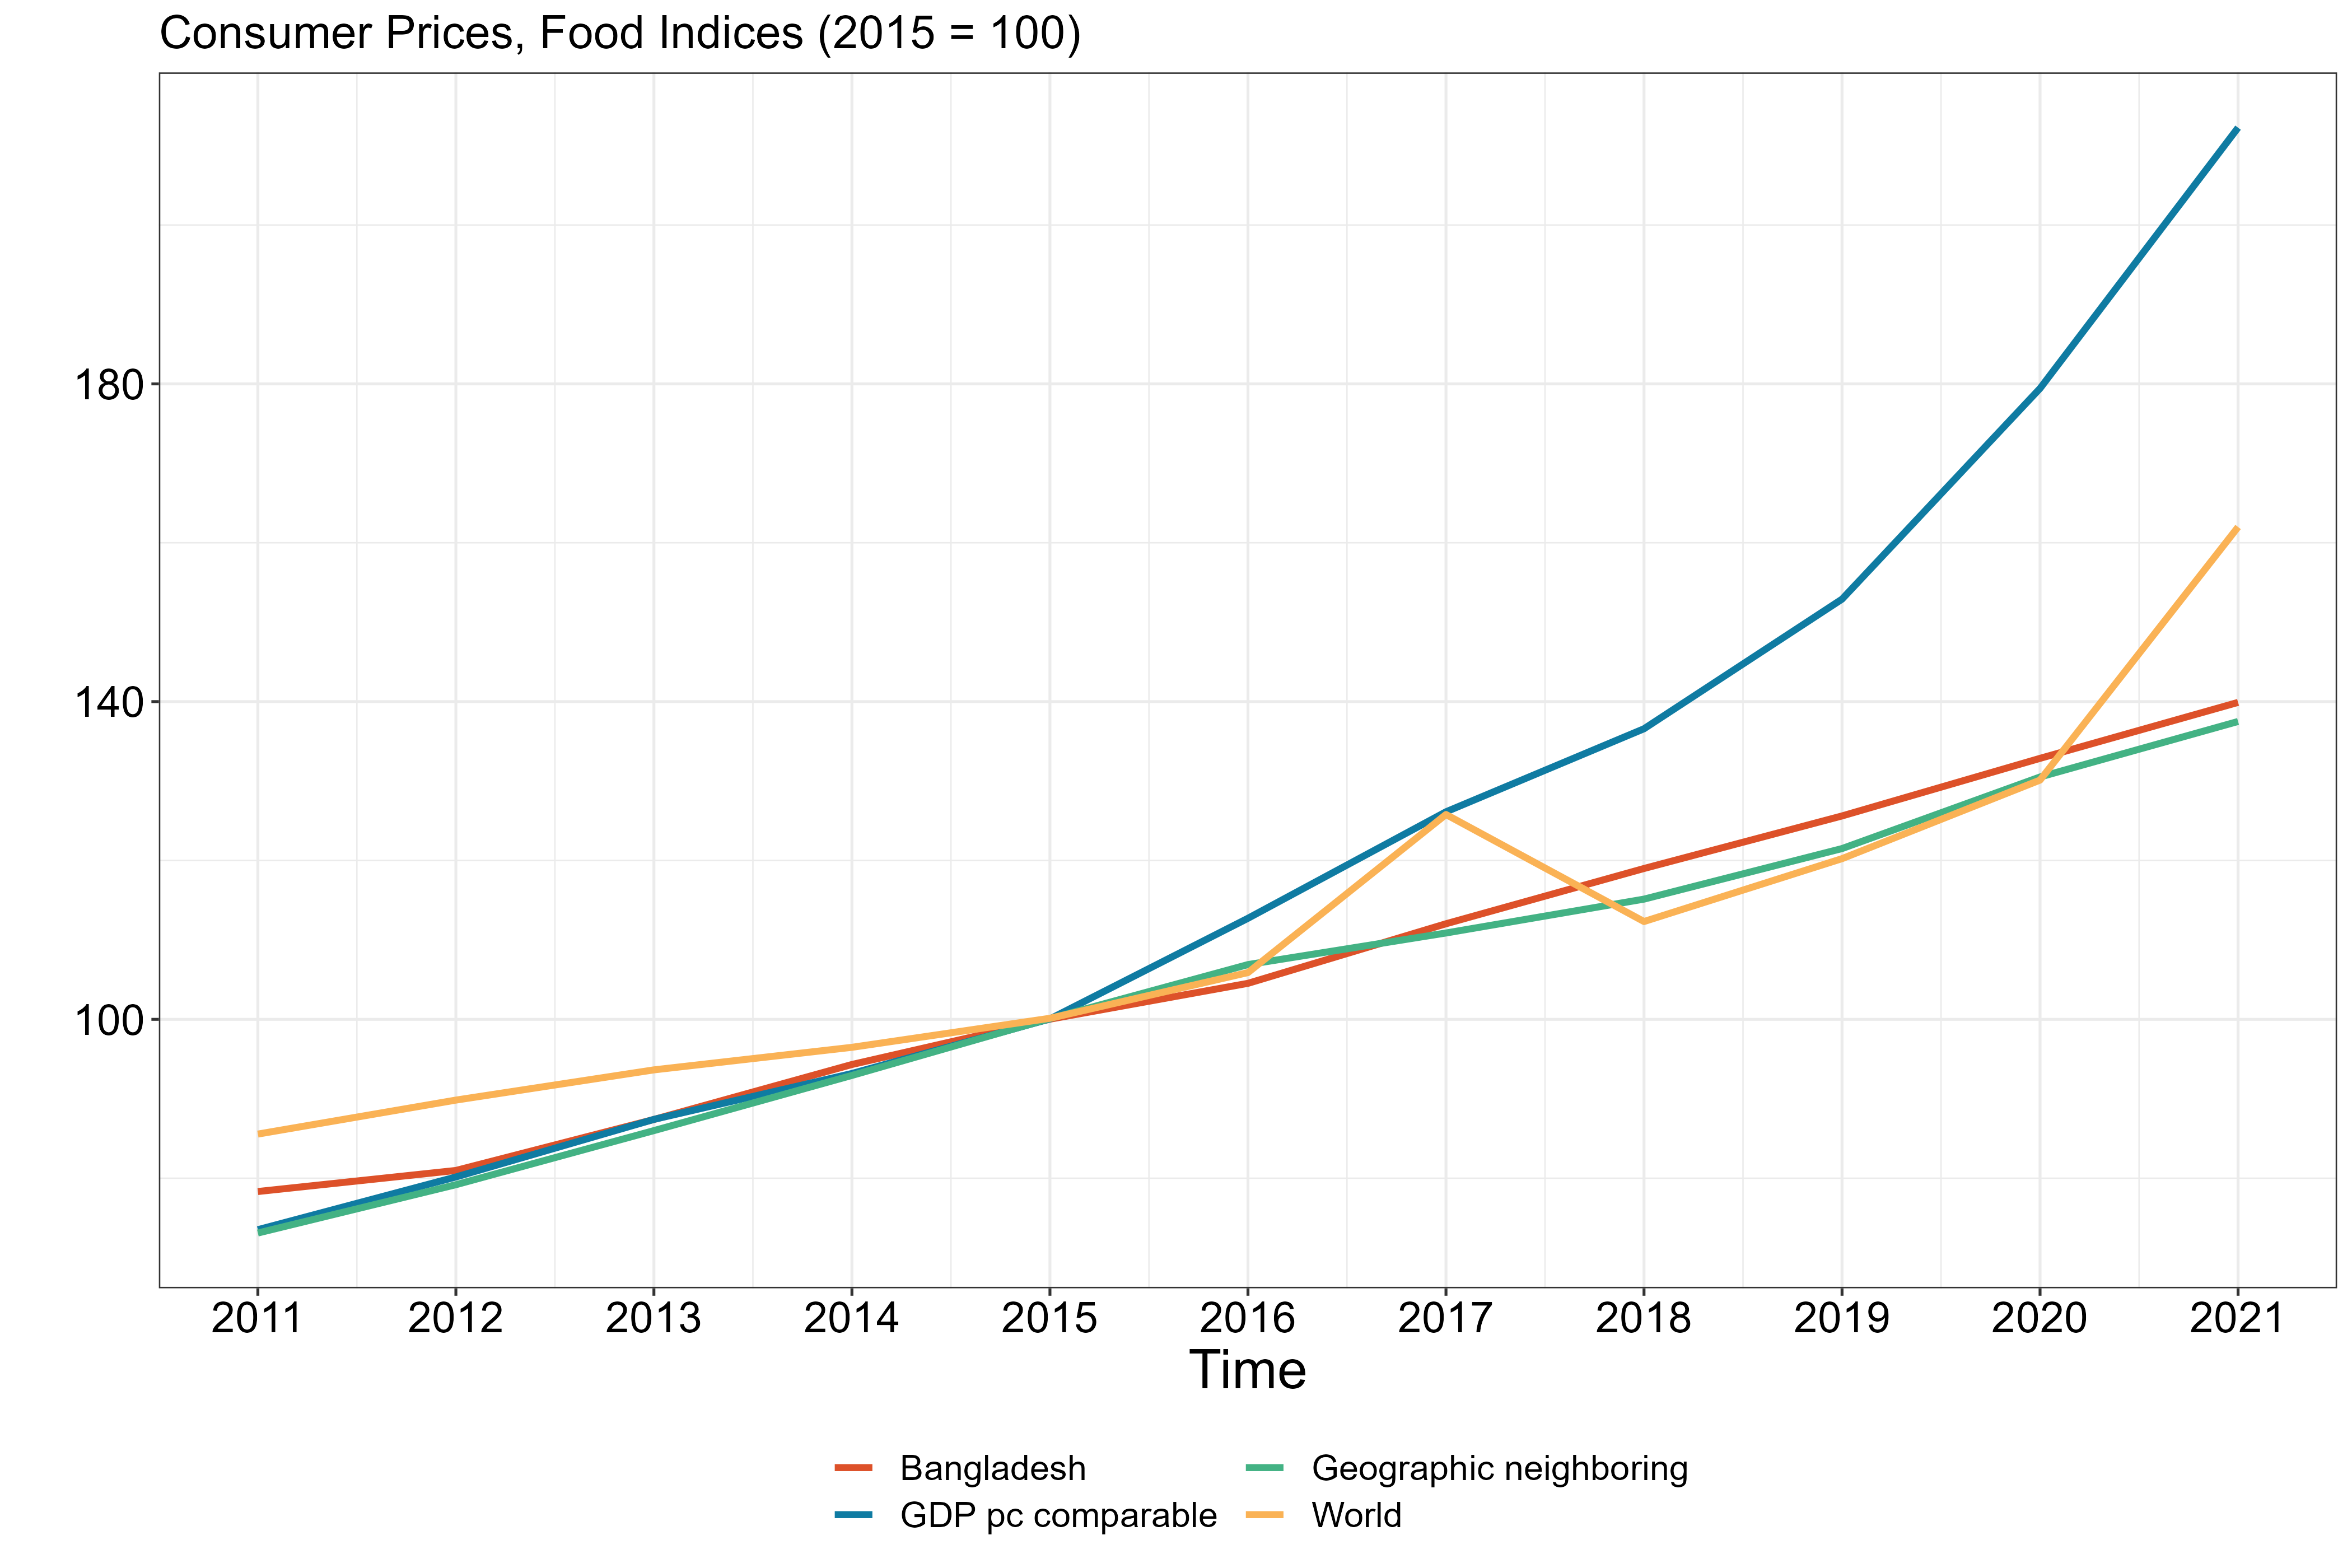 Consumer Prices, Food Indices (2015 = 100)
180
140
100
2011 2012 2013 2014 2015 2016 2017 2018 2019 2020 2021
Time
Bangladesh Geographic neighboring
GDP pc comparable World